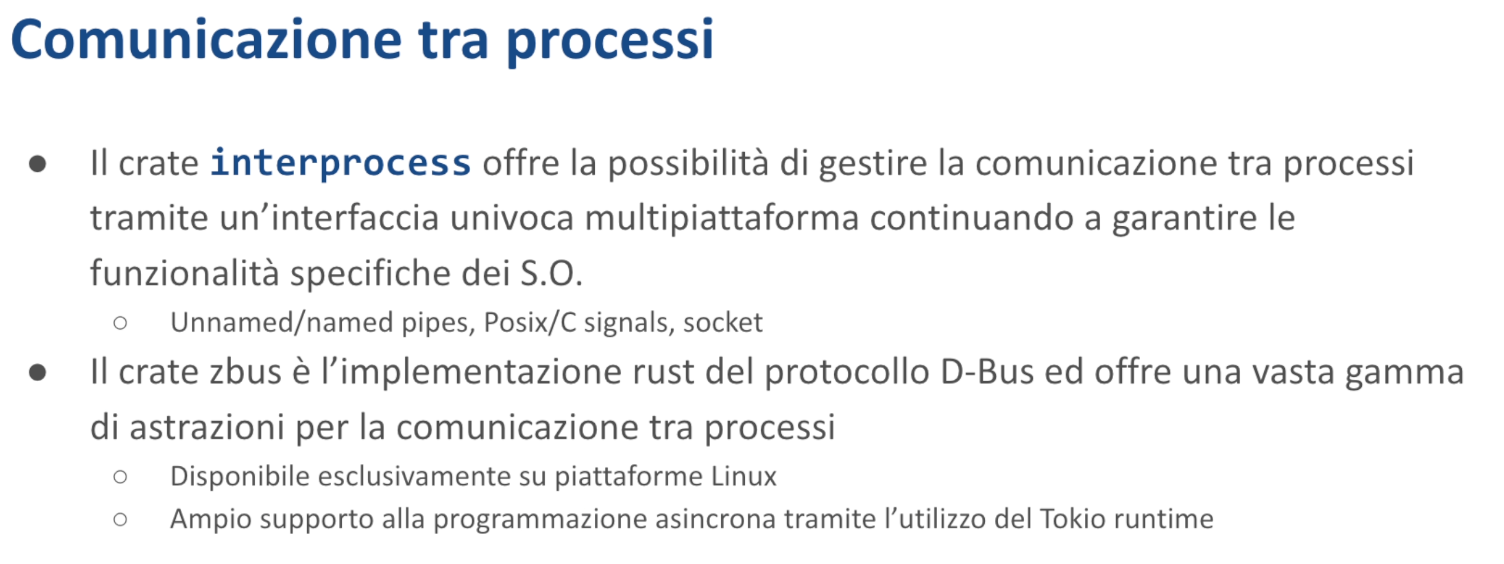 Comunicazione tra processi
● Il crate interprocess offre la possibilità di gestire la comunicazione tra processi
tramite un’interfaccia univoca multipiattaforma continuando a garantire le
funzionalità specifiche dei S.O.
○ Unnamed/named pipes, Posix/C signals, socket
● Il crate zbus è l’implementazione rust del protocollo D-Bus ed offre una vasta gamma
di astrazioni per la comunicazione tra processi
○ Disponibile esclusivamente su piattaforme Linux
○ Ampio supporto alla programmazione asincrona tramite l’utilizzo del Tokio runtime